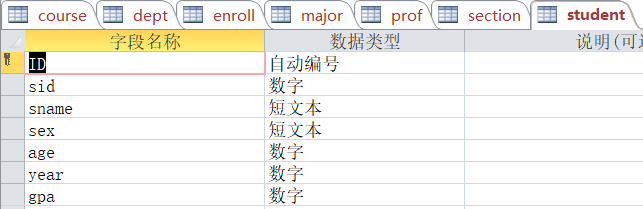 course dept enroll major prof section student
字段名称 数据类型 说明(可
ID 自动编号
sid 数字
sname 短文本
sex 短文本
age 数字
year 数字
gpa 数字